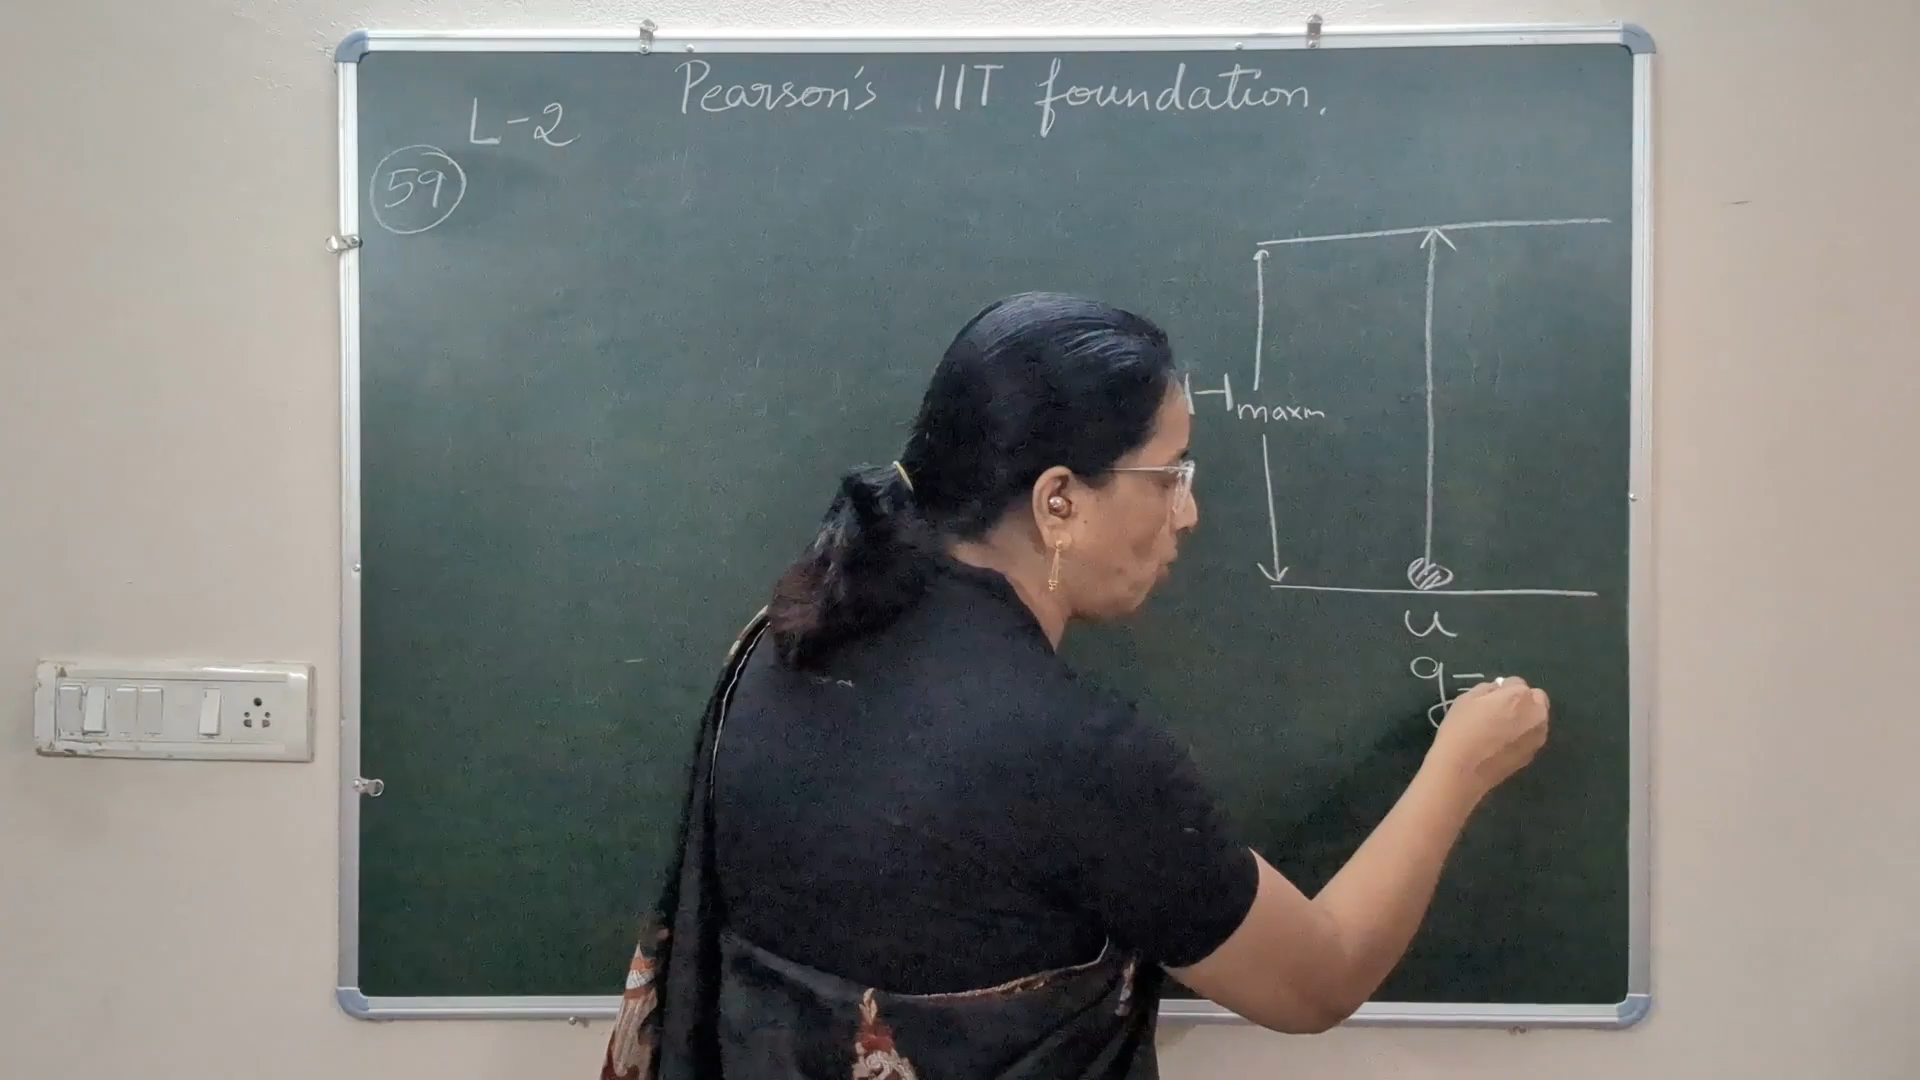 Pearson's IIT foundation.
L-2
59
Hmaxm
u
g=